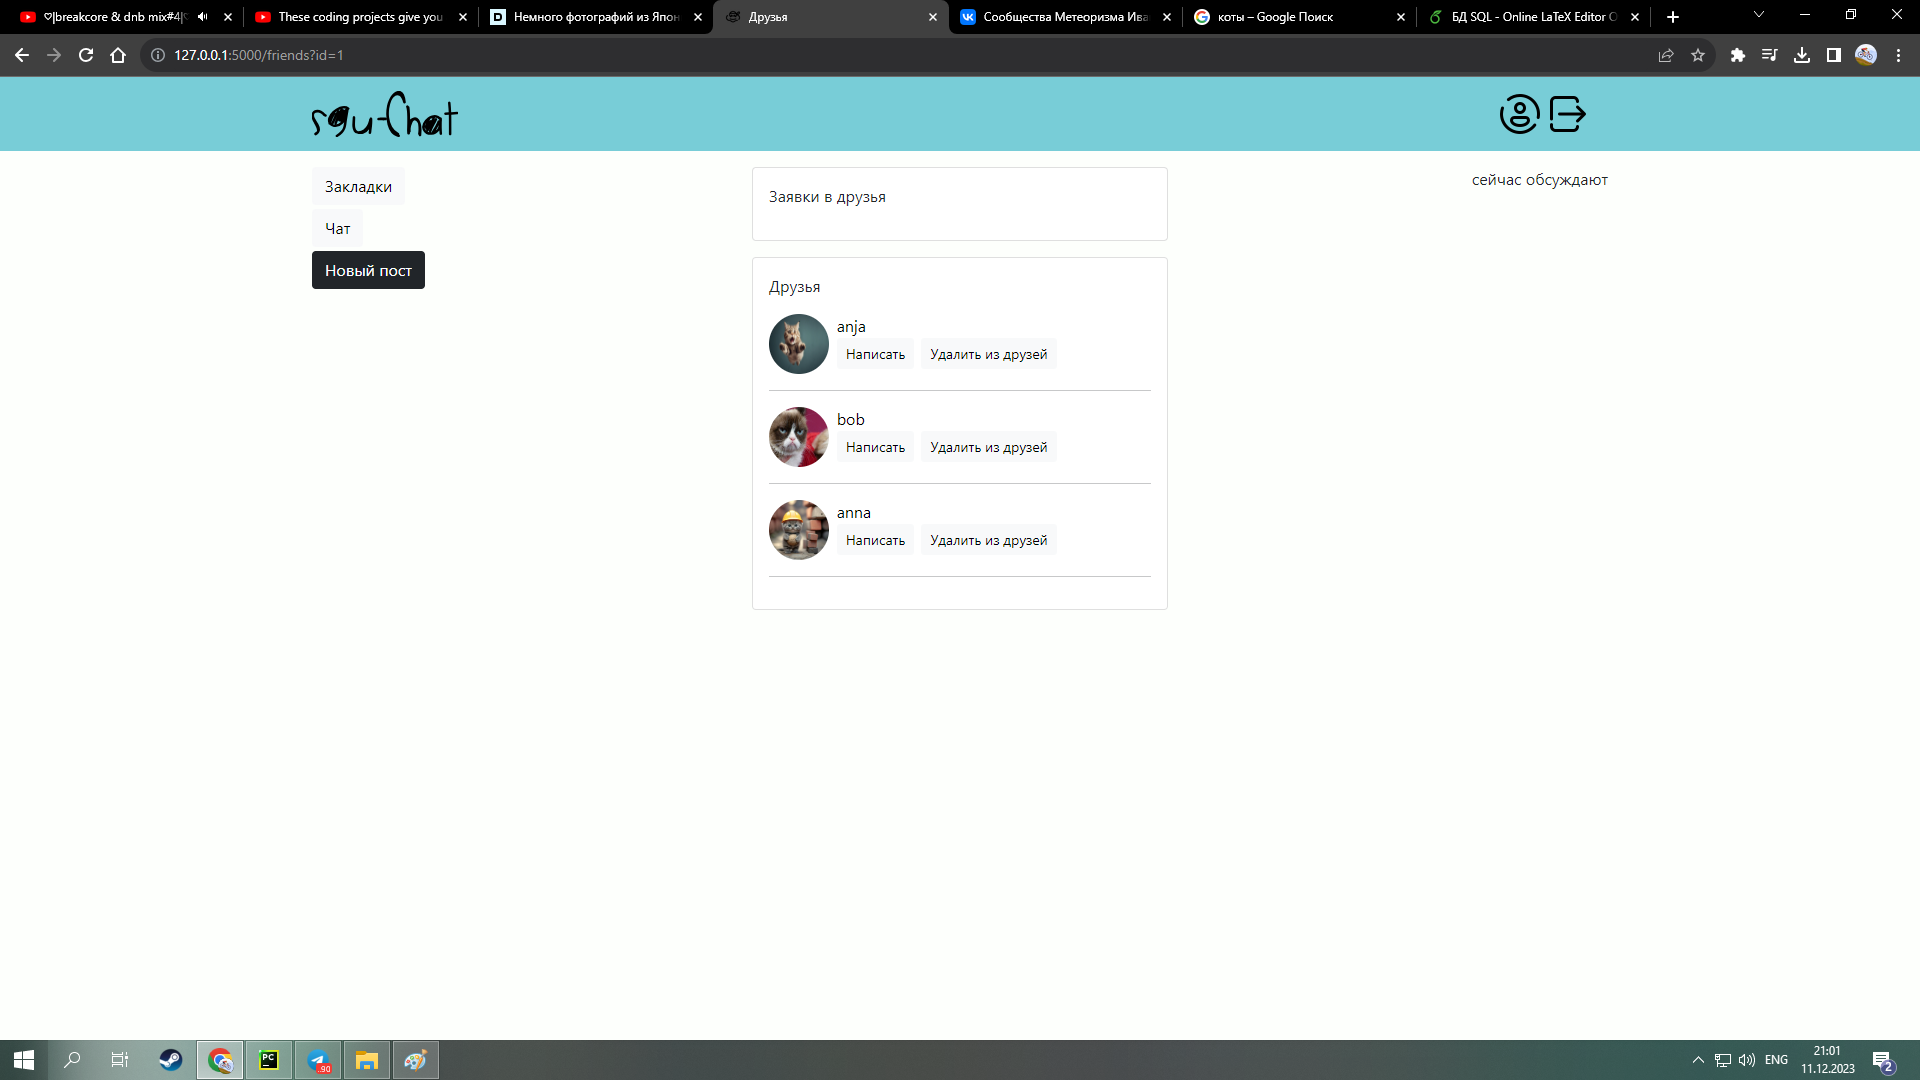 ♡|breakcore & dnb mix#4|♡
These coding projects give you
Немного фотографий из Япон
Друзья
Сообщества Метеоризма Ива
коты – Google Поиск
БД SQL - Online LaTeX Editor O
127.0.0.1:5000/friends?id=1
sgu-Chat
Закладки
Чат
Новый пост
Заявки в друзья
Друзья
anja
Написать Удалить из друзей
bob
Написать Удалить из друзей
anna
Написать Удалить из друзей
сейчас обсуждают
PC
90
ENG
21:01
11.12.2023
2